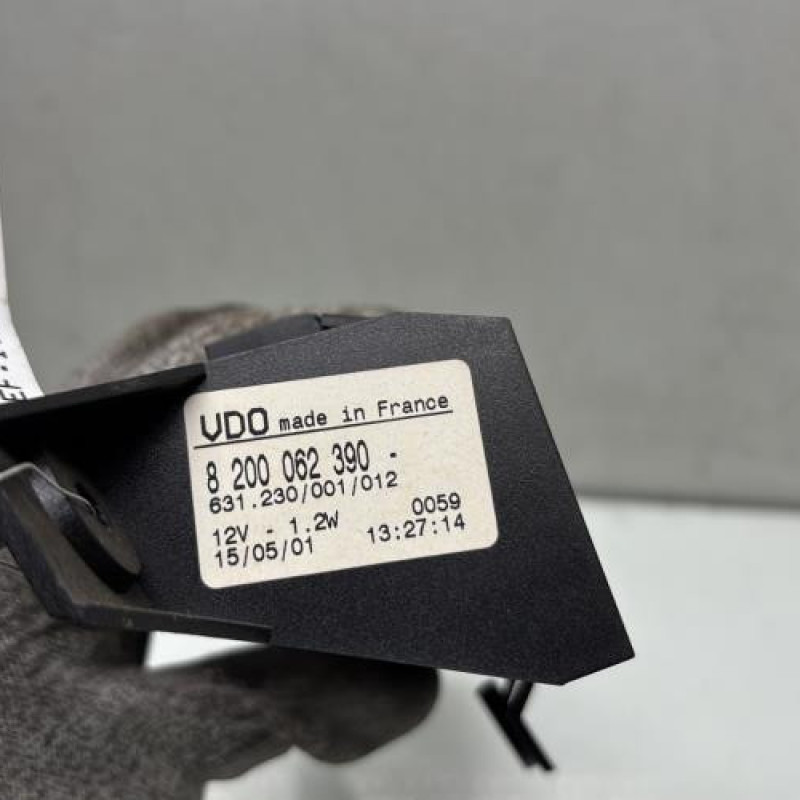 VDO made in France
8 200 062 390 -
631.230/001/012
12V - 1.2W 0059
15/05/01 13:27:14